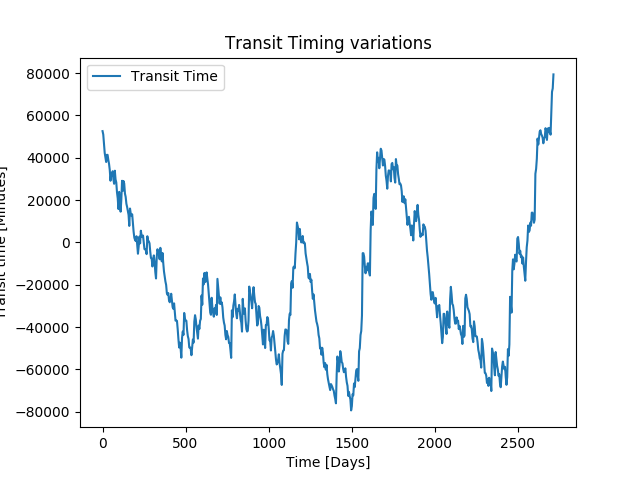 Transit Timing variations
Transit Time
Transit time [Minutes]
80000
60000
40000
20000
0
−20000
−40000
−60000
−80000
0 500 1000 1500 2000 2500
Time [Days]